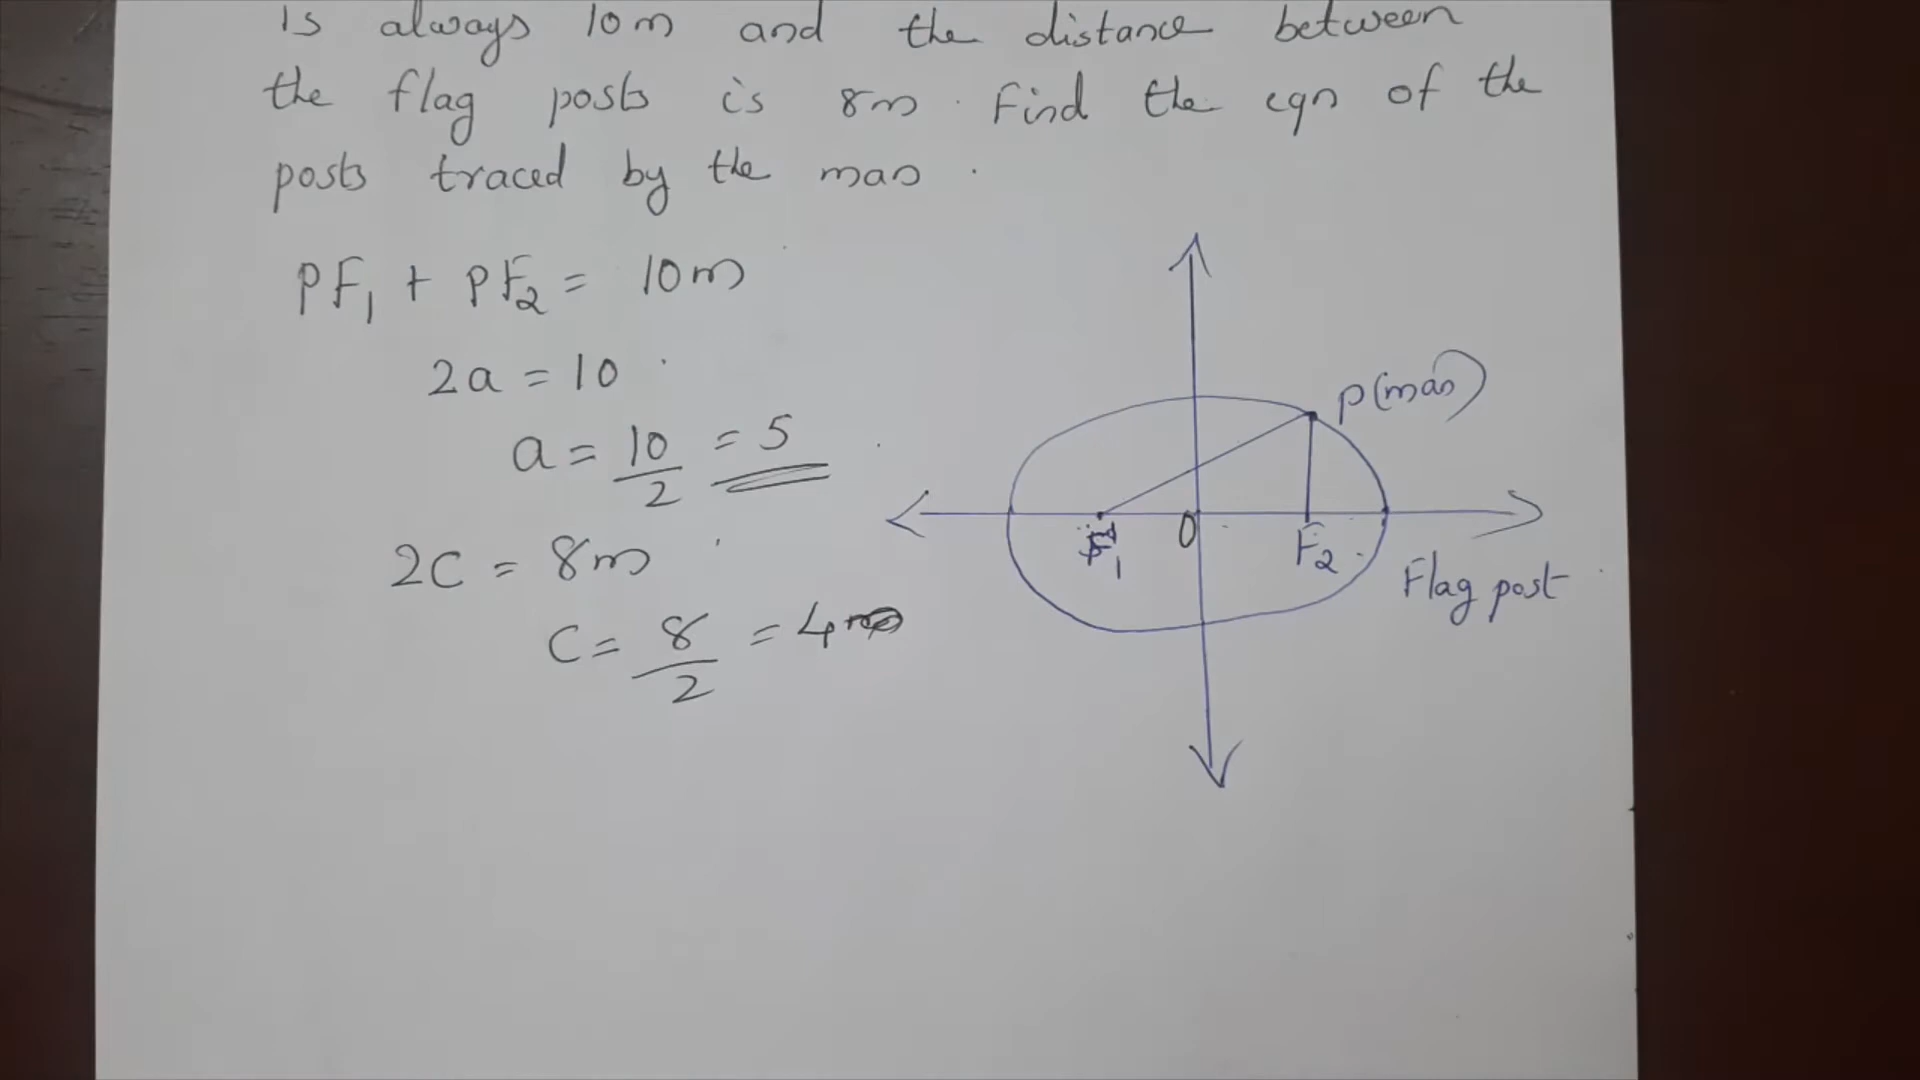 is always 10m and the distance between
the flag posts is 8m. Find the eqn of the
posts traced by the man.
PF₁ + PF₂ = 10m
2a = 10
a = 10/2 = 5
2C = 8m
C = 8/2 = 4
P(man)
F₁ 0 F₂
Flag post